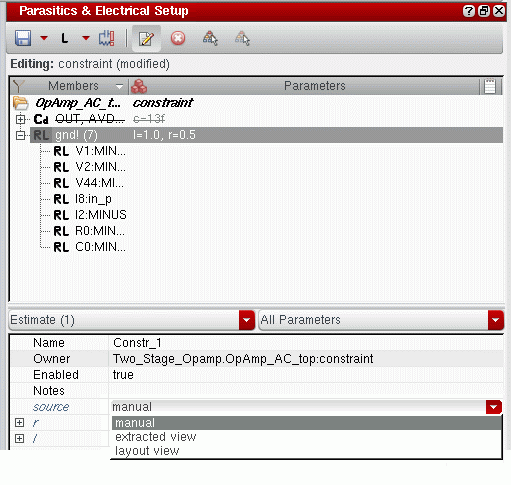 Parasitics & Electrical Setup
L
Editing: constraint (modified)
Members Parameters
OpAmp_AC_t... constraint
Cd OUT, AVD... c=13f
RL gnd! (7) l=1.0, r=0.5
RL V1:MIN...
RL V2:MIN...
RL V44:MI...
RL I8:in_p
RL I2:MINUS
RL R0:MIN...
RL C0:MIN...
Estimate (1) All Parameters
Name Constr_1
Owner Two_Stage_Opamp.OpAmp_AC_top:constraint
Enabled true
Notes
source manual
r manual
l extracted view
layout view